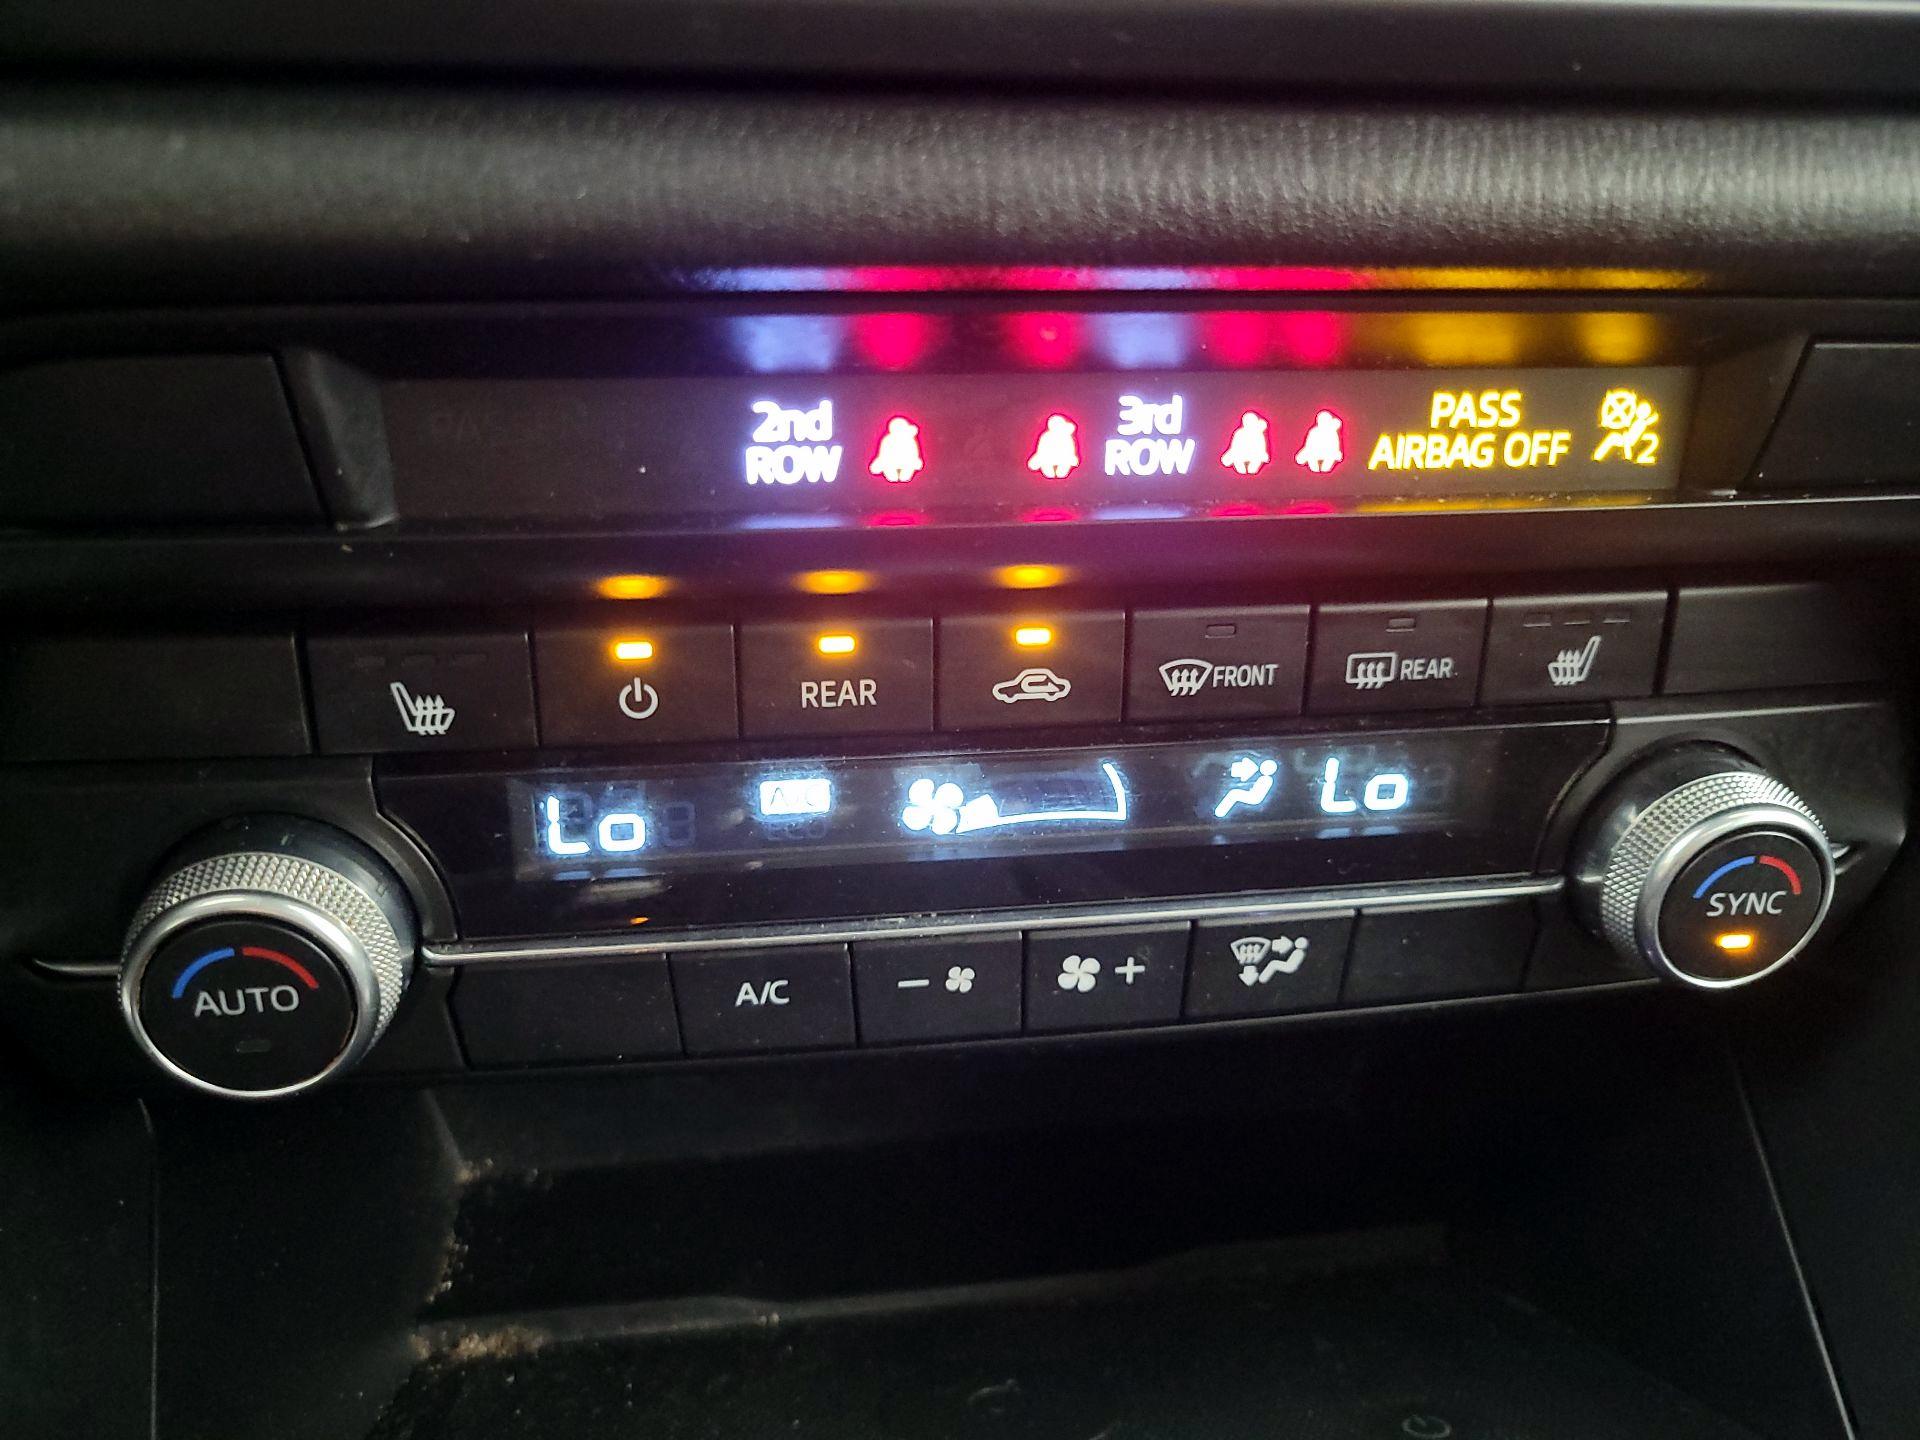 2nd
ROW
3rd
ROW
PASS
AIRBAG OFF
2
REAR
FRONT
REAR
Lo
A/C
Lo
AUTO
A/C
−
+
SYNC